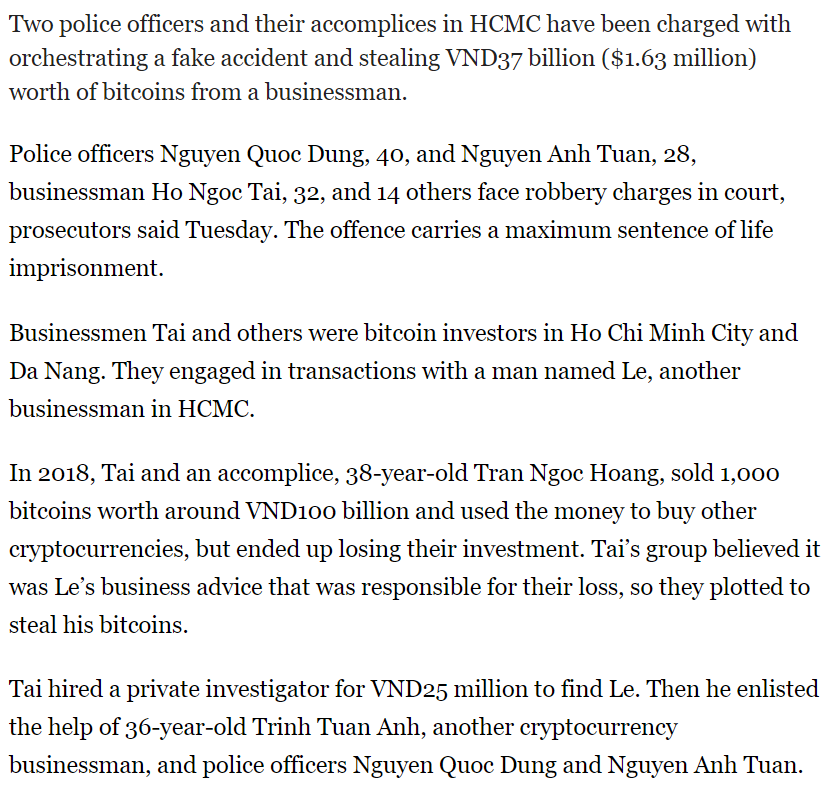 Two police officers and their accomplices in HCMC have been charged with
orchestrating a fake accident and stealing VND37 billion ($1.63 million)
worth of bitcoins from a businessman.
Police officers Nguyen Quoc Dung, 40, and Nguyen Anh Tuan, 28,
businessman Ho Ngoc Tai, 32, and 14 others face robbery charges in court,
prosecutors said Tuesday. The offence carries a maximum sentence of life
imprisonment.
Businessmen Tai and others were bitcoin investors in Ho Chi Minh City and
Da Nang. They engaged in transactions with a man named Le, another
businessman in HCMC.
In 2018, Tai and an accomplice, 38-year-old Tran Ngoc Hoang, sold 1,000
bitcoins worth around VND100 billion and used the money to buy other
cryptocurrencies, but ended up losing their investment. Tai’s group believed it
was Le’s business advice that was responsible for their loss, so they plotted to
steal his bitcoins.
Tai hired a private investigator for VND25 million to find Le. Then he enlisted
the help of 36-year-old Trinh Tuan Anh, another cryptocurrency
businessman, and police officers Nguyen Quoc Dung and Nguyen Anh Tuan.